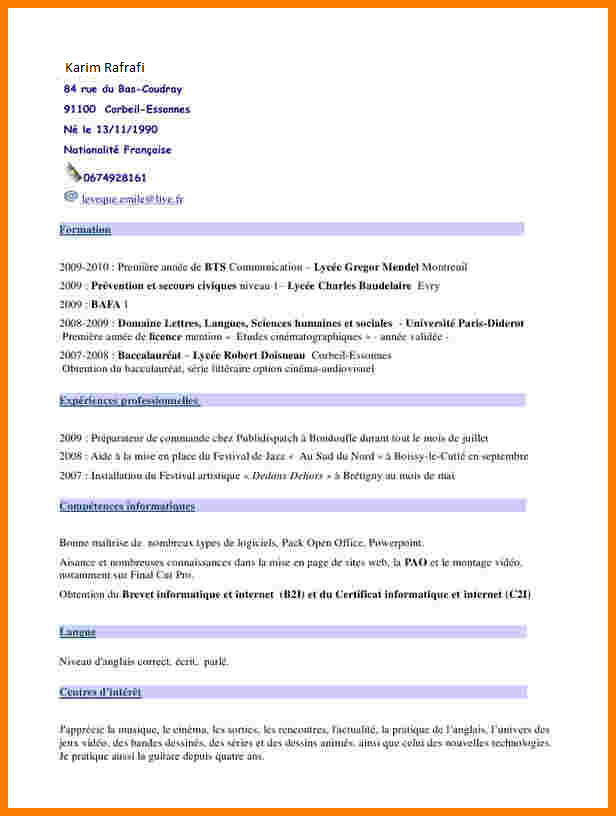 Karim Rafrafi
84 rue du Bas-Coudray
91100 Corbeil-Essonnes
Né le 13/11/1990
Nationalité Française
0674928161
levesque.emile@live.fr
Formation
2009-2010 : Première année de BTS Communication – Lycée Gregor Mendel Montreuil
2009 : Prévention et secours civiques niveau 1– Lycée Charles Baudelaire Evry
2009 : BAFA 1
2008-2009 : Domaine Lettres, Langues, Sciences humaines et sociales - Université Paris-Diderot
Première année de licence mention « Etudes cinématographiques » - année validée -
2007-2008 : Baccalauréat – Lycée Robert Doisneau Corbeil-Essonnes
Obtention du baccalauréat, série littéraire option cinéma-audiovisuel
Expériences professionnelles
2009 : Préparateur de commande chez Publidispatch à Bondoufle durant tout le mois de juillet
2008 : Aide à la mise en place du Festival de Jazz « Au Sud du Nord » à Boissy-le-Cutté en septembre
2007 : Installation du Festival artistique « Dedans Dehors » à Brétigny au mois de mai
Compétences informatiques
Bonne maîtrise de nombreux types de logiciels, Pack Open Office, Powerpoint.
Aisance et nombreuses connaissances dans la mise en page de sites web, la PAO et le montage vidéo,
notamment sur Final Cut Pro.
Obtention du Brevet informatique et internet (B2I) et du Certificat informatique et internet (C2I)
Langue
Niveau d'anglais correct, écrit, parlé.
Centres d'intérêt
J'apprécie la musique, le cinéma, les sorties, les rencontres, l'actualité, la pratique de l'anglais, l'univers des
jeux vidéo, des bandes dessinés, des séries et des dessins animés, ainsi que celui des nouvelles technologies.
Je pratique aussi la guitare depuis quatre ans.